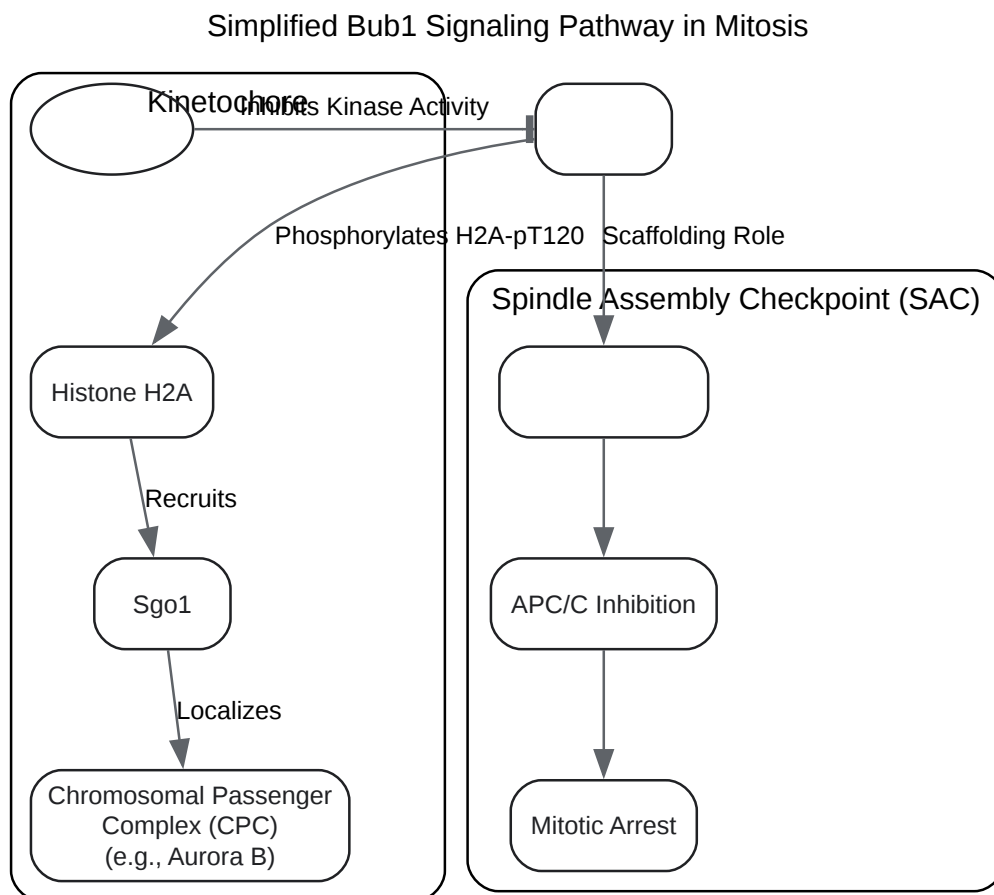 Simplified Bub1 Signaling Pathway in Mitosis
Kinetochore
Inhibits Kinase Activity
Phosphorylates H2A-pT120
Scaffolding Role
Spindle Assembly Checkpoint (SAC)
Histone H2A
Recruits
Sgo1
APC/C Inhibition
Localizes
Chromosomal Passenger
Complex (CPC)
(e.g., Aurora B)
Mitotic Arrest